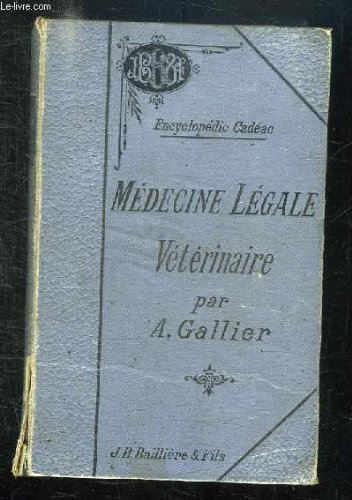 Le-Livre.com
Encyclopédie Cadéac
MÉDECINE LÉGALE
Vétérinaire
par
A. Gallier
J. B. Baillière & Fils